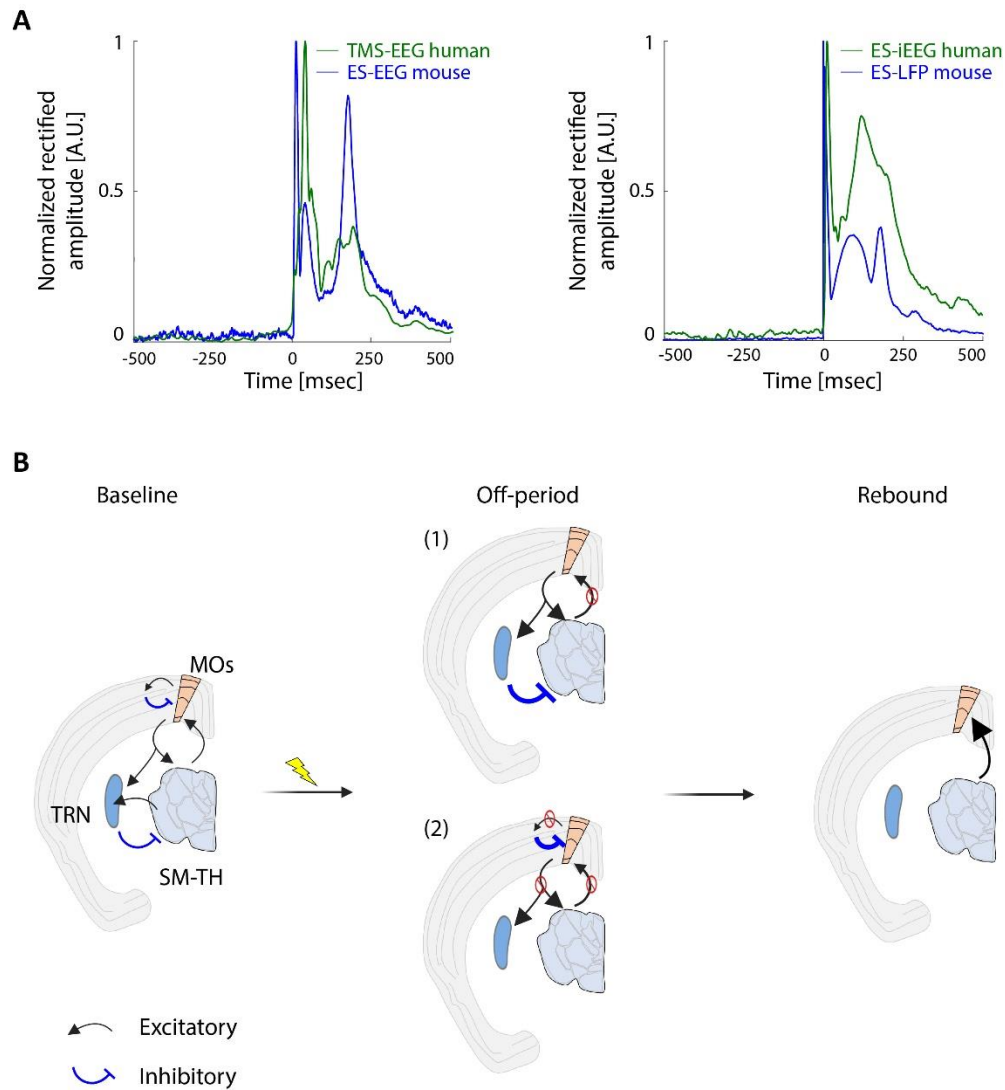 A
Normalized rectified
amplitude [A.U.]
1
0.5
0
TMS-EEG human
ES-EEG mouse
-500
-250
0
250
500
Time [msec]
Normalized rectified
amplitude [A.U.]
1
0.5
0
ES-iEEG human
ES-LFP mouse
-500
-250
0
250
500
Time [msec]
B
Baseline
Off-period
Rebound
(1)
MOs
TRN
SM-TH
(2)
Excitatory
Inhibitory